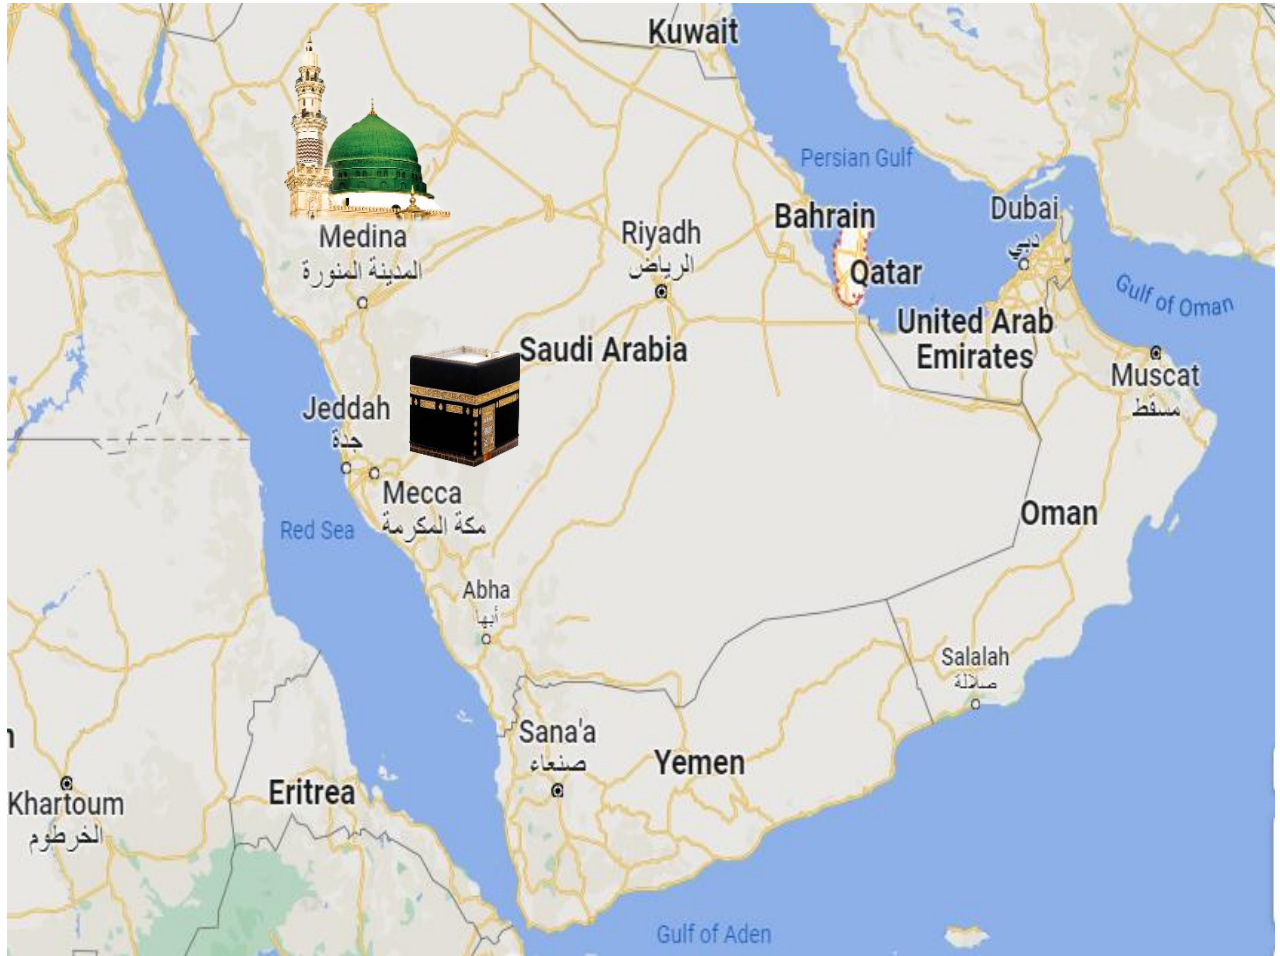 Kuwait
Persian Gulf
Bahrain
Dubai
دبي
Medina
المدينة المنورة
Riyadh
الرياض
Qatar
Gulf of Oman
United Arab
Emirates
Saudi Arabia
Muscat
مسقط
Jeddah
جدة
Mecca
مكة المكرمة
Red Sea
Oman
Abha
أبها
Salalah
صلالة
Sana'a
صنعاء
Yemen
n
Khartoum
الخرطوم
Eritrea
Gulf of Aden